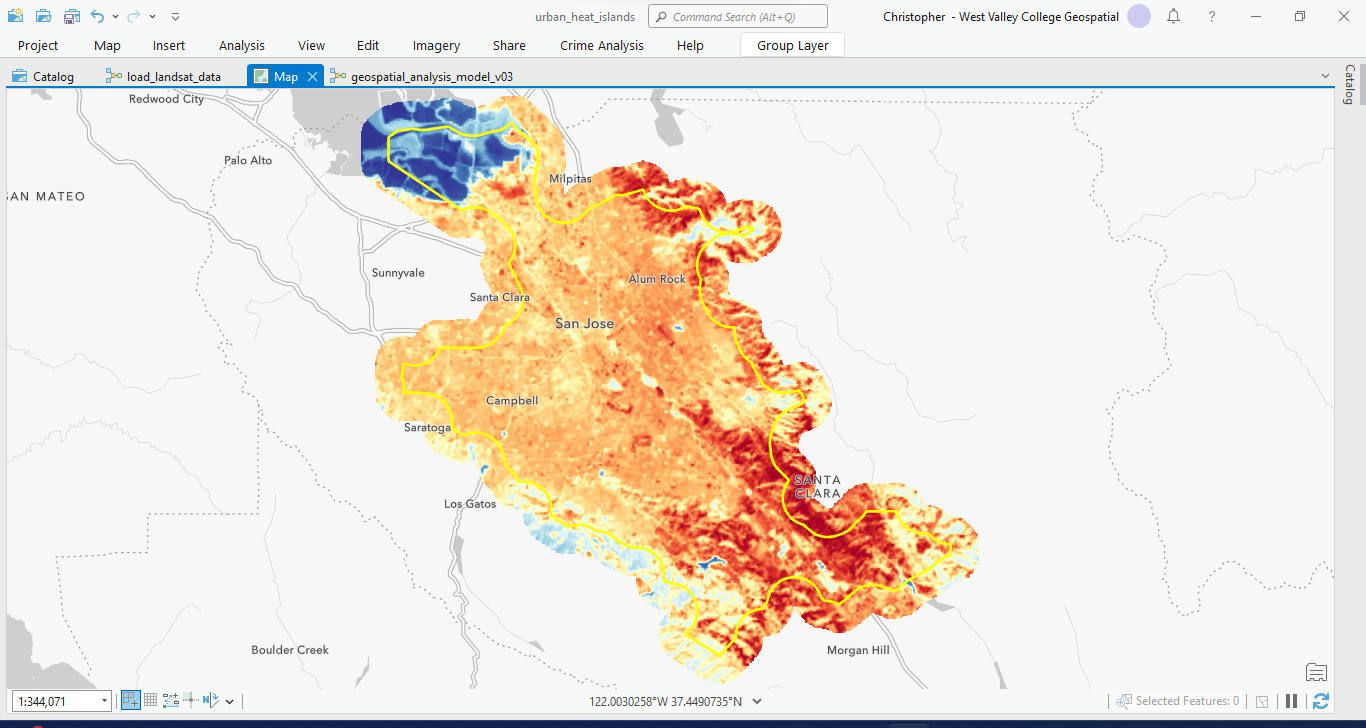 urban_heat_islands
Command Search (Alt+Q)
Christopher - West Valley College Geospatial
?
Project Map Insert Analysis View Edit Imagery Share Crime Analysis Help Group Layer
Catalog load_landsat_data Map geospatial_analysis_model_v03
Catalog
Redwood City
Palo Alto
Milpitas
SAN MATEO
Sunnyvale
Alum Rock
Santa Clara
San Jose
Campbell
Saratoga
SANTA
CLARA
Los Gatos
Boulder Creek
Morgan Hill
1:344,071
N
122.0030258°W 37.4490735°N
Selected Features: 0